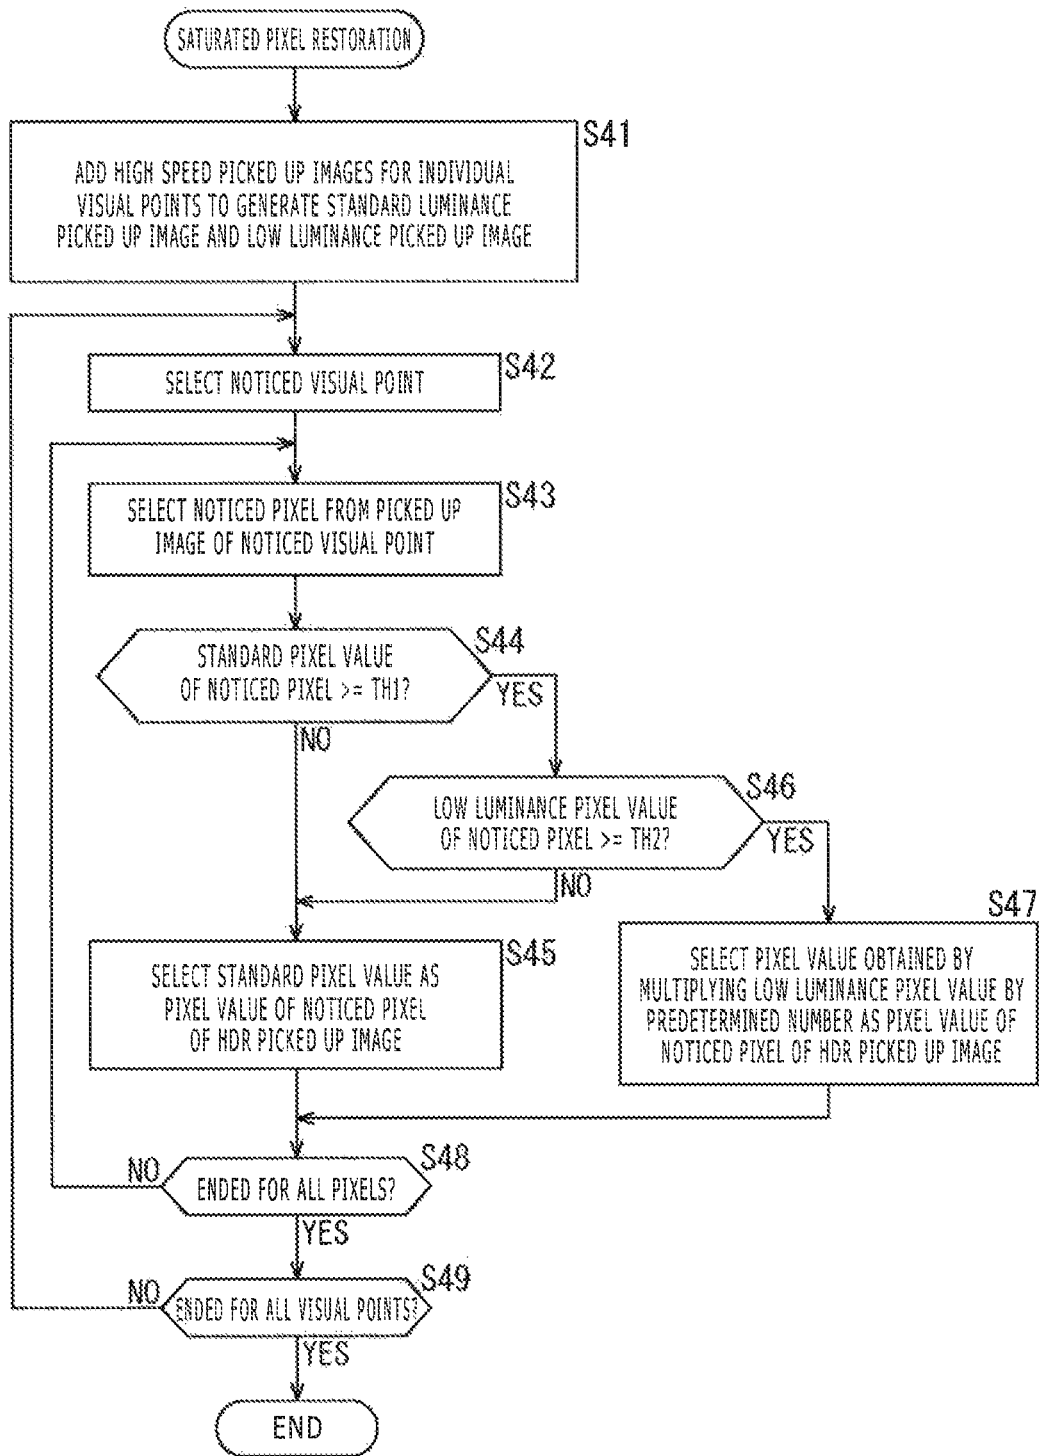 SATURATED PIXEL RESTORATION
S41
ADD HIGH SPEED PICKED UP IMAGES FOR INDIVIDUAL
VISUAL POINTS TO GENERATE STANDARD LUMINANCE
PICKED UP IMAGE AND LOW LUMINANCE PICKED UP IMAGE
S42
SELECT NOTICED VISUAL POINT
S43
SELECT NOTICED PIXEL FROM PICKED UP
IMAGE OF NOTICED VISUAL POINT
S44
STANDARD PIXEL VALUE
OF NOTICED PIXEL >= TH1?
YES
NO
S46
LOW LUMINANCE PIXEL VALUE
OF NOTICED PIXEL >= TH2?
YES
NO
S47
SELECT PIXEL VALUE OBTAINED BY
MULTIPLYING LOW LUMINANCE PIXEL VALUE BY
PREDETERMINED NUMBER AS PIXEL VALUE OF
NOTICED PIXEL OF HDR PICKED UP IMAGE
S45
SELECT STANDARD PIXEL VALUE AS
PIXEL VALUE OF NOTICED PIXEL
OF HDR PICKED UP IMAGE
S48
NO
ENDED FOR ALL PIXELS?
YES
S49
NO
ENDED FOR ALL VISUAL POINTS?
YES
END